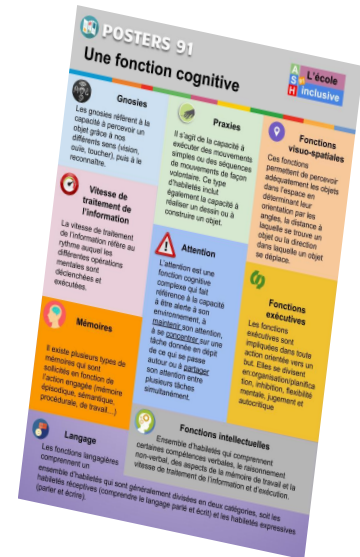 POSTERS 91
Une fonction cognitive
A
S
H
L'école
inclusive
Gnosies
Les gnosies réfèrent à la
capacité à percevoir un
objet grâce à nos
différents sens (vision,
ouïe, toucher), puis à le
reconnaître.
Praxies
Il s'agit de la capacité à
exécuter des mouvements
simples ou des séquences
de mouvements de façon
volontaire. Ce type
d'habiletés inclut
également la capacité à
réaliser un dessin ou à
construire un objet.
Fonctions
visuo-spatiales
Ces fonctions
permettent de percevoir
adéquatement les objets
dans l'espace en
déterminant leur
orientation par les
angles, la distance à
laquelle se trouve un
objet ou la direction
dans laquelle un objet
se déplace.
Vitesse de
traitement de
l'information
La vitesse de traitement
de l'information réfère au
rythme auquel les
différentes opérations
mentales sont
déclenchées et
exécutées.
Attention
L'attention est une
fonction cognitive
complexe qui fait
référence à la capacité
à être alerte à son
environnement, à
maintenir son attention,
à se concentrer sur une
tâche donnée en dépit
de ce qui se passe
autour ou à partager
son attention entre
plusieurs tâches
simultanément.
Fonctions
exécutives
Les fonctions
exécutives sont
impliquées dans toute
action orientée vers un
but. Elles se divisent
en organisation/planifica
tion, inhibition, flexibilité
mentale, jugement et
autocritique
Mémoires
Il existe plusieurs types de
mémoires qui sont
sollicités en fonction de
l'action engagée (mémoire
épisodique, sémantique,
procédurale, de travail...)
Fonctions intellectuelles
Ensemble d'habiletés qui comprennent
certaines compétences verbales, le raisonnement
non-verbal, des aspects de la mémoire de travail et la
vitesse de traitement de l'information et d'exécution.
Langage
Les fonctions langagières
comprennent un
ensemble d'habiletés qui sont généralement divisées en deux catégories, soit les
habiletés réceptives (comprendre le langage parlé et écrit) et les habiletés expressives
(parler et écrire).